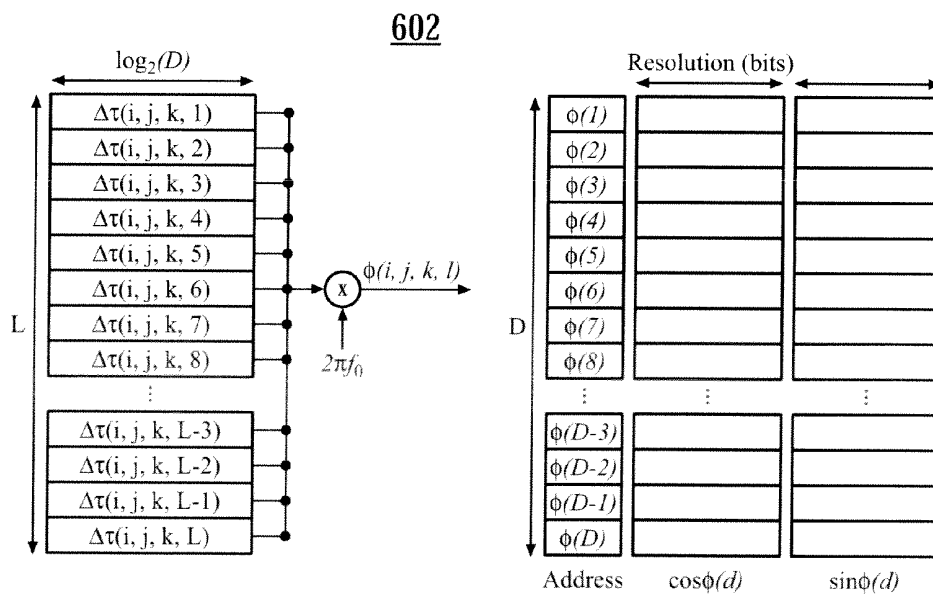 602
log₂(D)
Δτ(i, j, k, 1)
Δτ(i, j, k, 2)
Δτ(i, j, k, 3)
Δτ(i, j, k, 4)
Δτ(i, j, k, 5)
Δτ(i, j, k, 6)
Δτ(i, j, k, 7)
Δτ(i, j, k, 8)
⋮
Δτ(i, j, k, L-3)
Δτ(i, j, k, L-2)
Δτ(i, j, k, L-1)
Δτ(i, j, k, L)
L
x
ϕ(i, j, k, l)
2πf₀
Resolution (bits)
D
ϕ(1)
ϕ(2)
ϕ(3)
ϕ(4)
ϕ(5)
ϕ(6)
ϕ(7)
ϕ(8)
⋮ ⋮ ⋮
ϕ(D-3)
ϕ(D-2)
ϕ(D-1)
ϕ(D)
Address cosϕ(d) sinϕ(d)